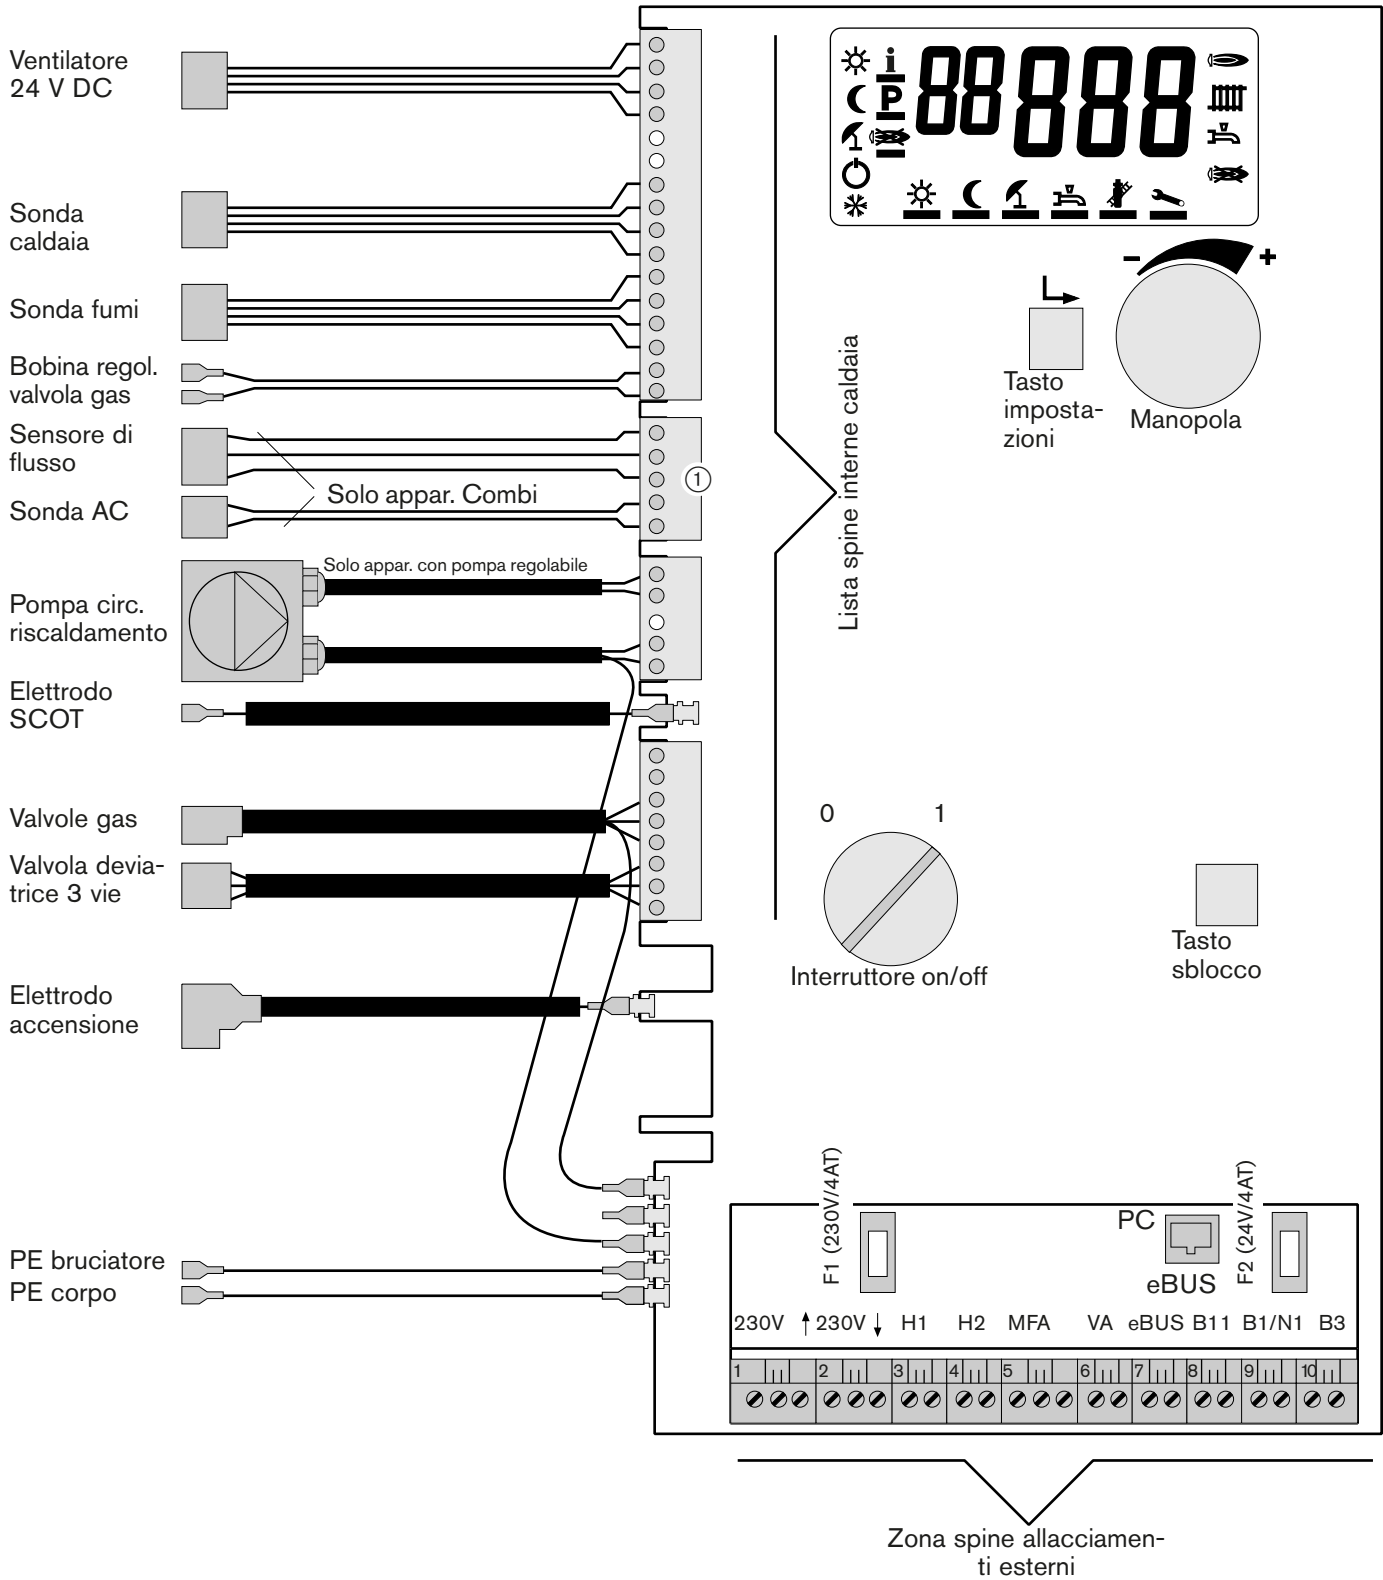 Ventilatore
24 V DC
Sonda
caldaia
Sonda fumi
Bobina regol.
valvola gas
Sensore di
flusso
Solo appar. Combi
Sonda AC
Solo appar. con pompa regolabile
Pompa circ.
riscaldamento
Elettrodo
SCOT
Valvole gas
Valvola devia-
trice 3 vie
Elettrodo
accensione
PE bruciatore
PE corpo
1
Lista spine interne caldaia
i
P
88 888
- +
Tasto
imposta-
zioni
Manopola
0 1
Interruttore on/off
Tasto
sblocco
F1 (230V/4AT)
PC
eBUS
F2 (24V/4AT)
230V ↑ 230V ↓ H1 H2 MFA VA eBUS B11 B1/N1 B3
1 2 3 4 5 6 7 8 9 10
Zona spine allacciamen-
ti esterni